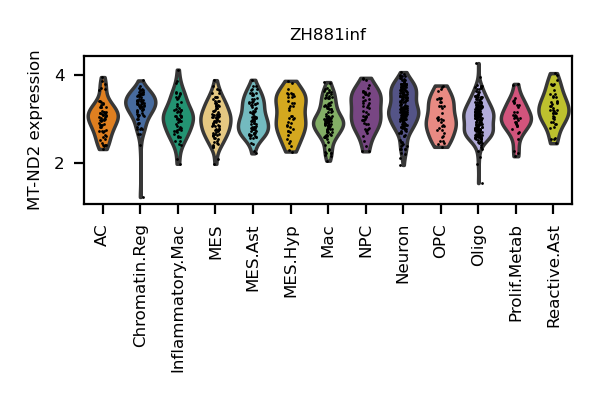 ZH881inf
MT-ND2 expression
4
2
AC
Chromatin.Reg
Inflammatory.Mac
MES
MES.Ast
MES.Hyp
Mac
NPC
Neuron
OPC
Oligo
Prolif.Metab
Reactive.Ast